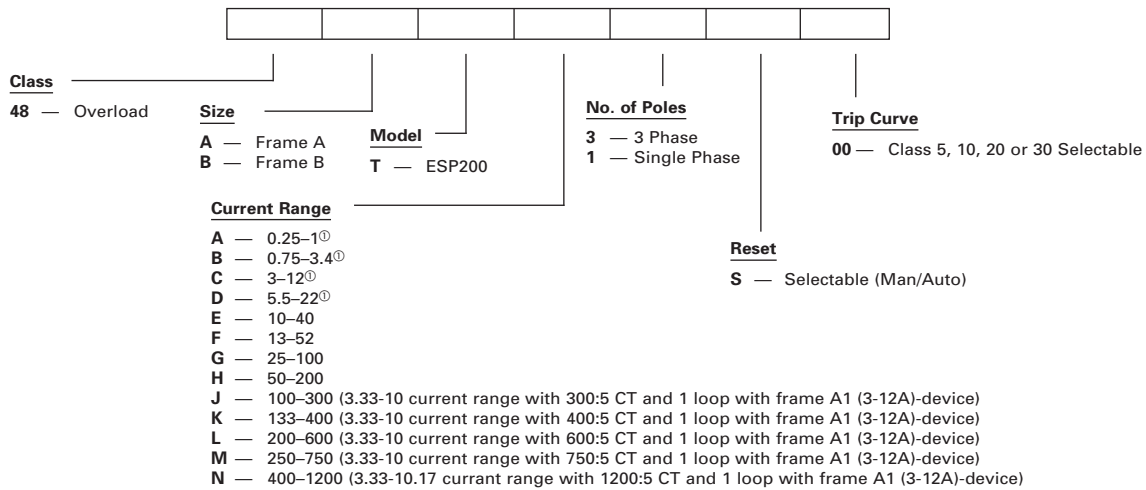 Class
48 — Overload
Size
A — Frame A
B — Frame B
Model
T — ESP200
No. of Poles
3 — 3 Phase
1 — Single Phase
Trip Curve
00 — Class 5, 10, 20 or 30 Selectable
Current Range
A — 0.25–1①
B — 0.75–3.4①
C — 3–12①
D — 5.5–22①
E — 10–40
F — 13–52
G — 25–100
H — 50–200
J — 100–300 (3.33-10 current range with 300:5 CT and 1 loop with frame A1 (3-12A)-device)
K — 133–400 (3.33-10 current range with 400:5 CT and 1 loop with frame A1 (3-12A)-device)
L — 200–600 (3.33-10 current range with 600:5 CT and 1 loop with frame A1 (3-12A)-device)
M — 250–750 (3.33-10 current range with 750:5 CT and 1 loop with frame A1 (3-12A)-device)
N — 400–1200 (3.33-10.17 currant range with 1200:5 CT and 1 loop with frame A1 (3-12A)-device)
Reset
S — Selectable (Man/Auto)